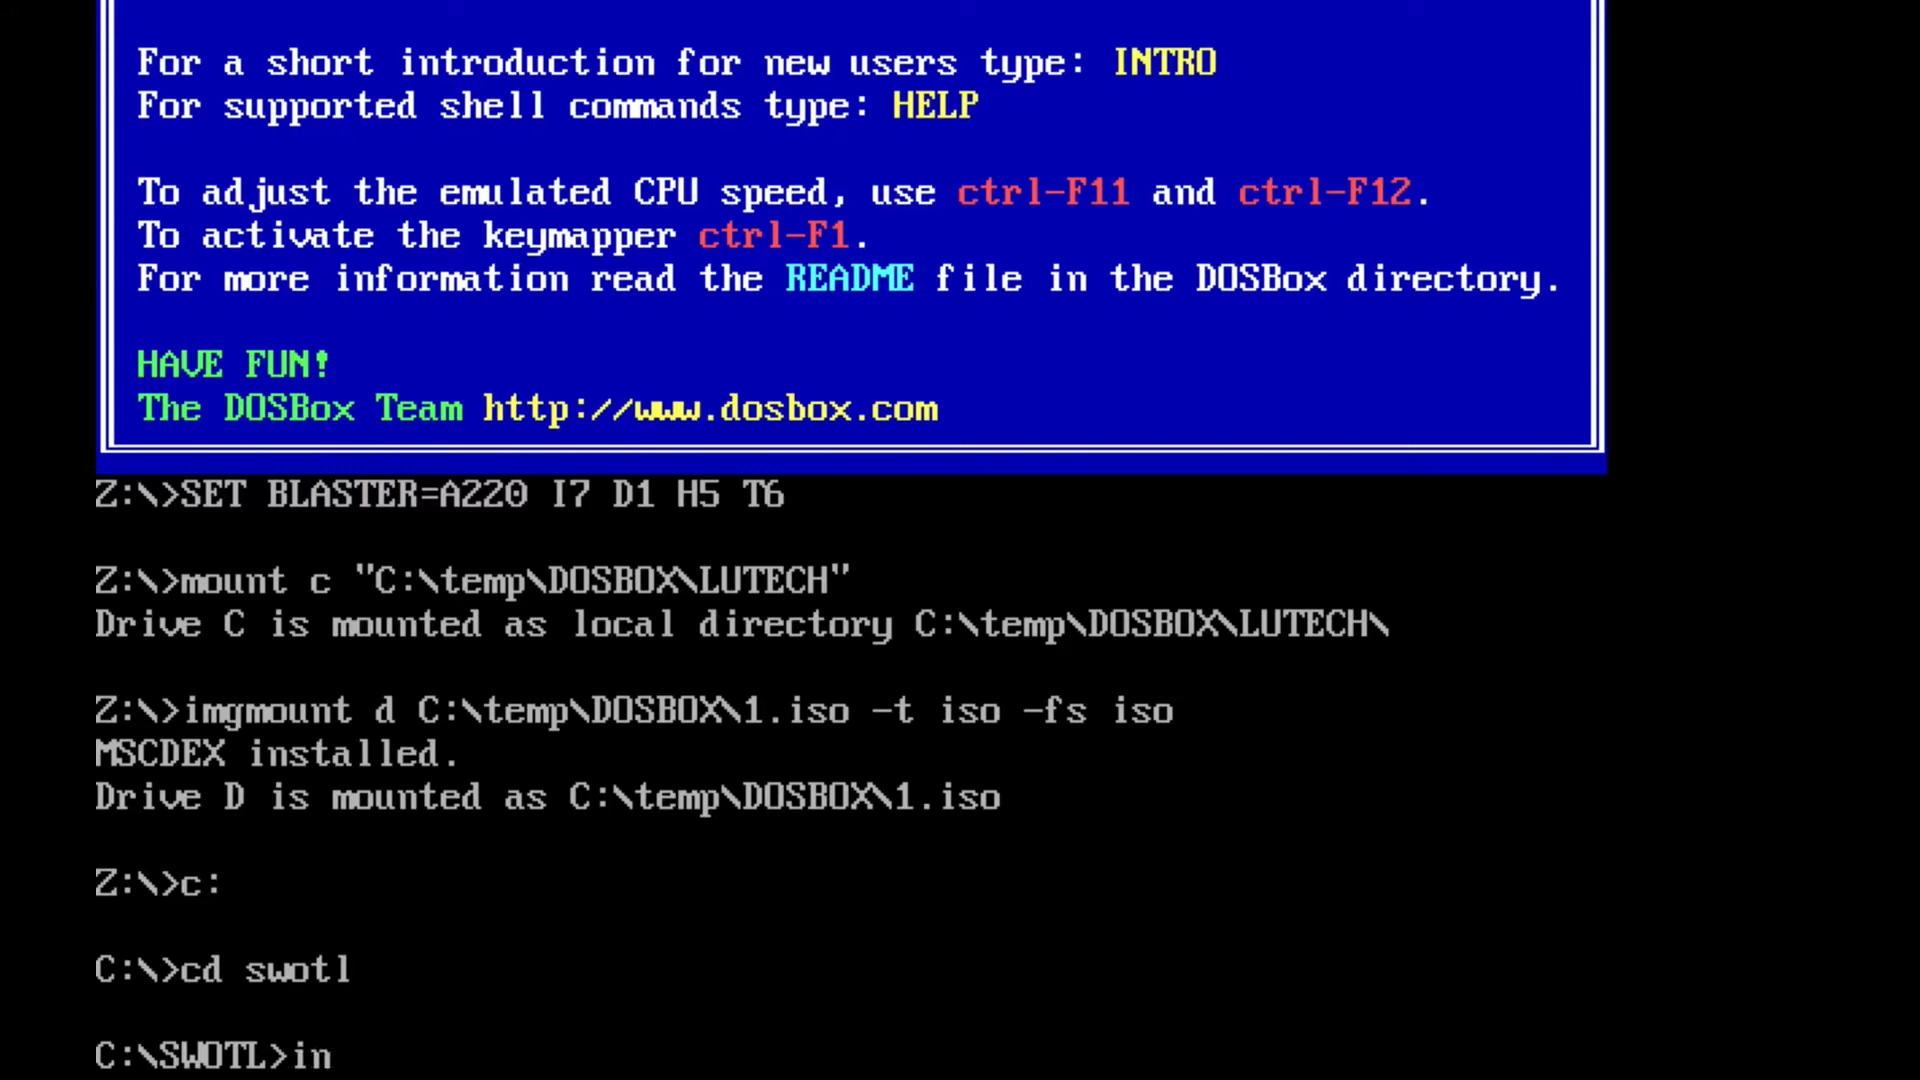 For a short introduction for new users type: INTRO
For supported shell commands type: HELP
To adjust the emulated CPU speed, use ctrl-F11 and ctrl-F12.
To activate the keymapper ctrl-F1.
For more information read the README file in the DOSBox directory.
HAVE FUN!
The DOSBox Team http://www.dosbox.com
Z:\>SET BLASTER=A220 I7 D1 H5 T6
Z:\>mount c "C:\temp\DOSBOX\LUTECH"
Drive C is mounted as local directory C:\temp\DOSBOX\LUTECH\
Z:\>imgmount d C:\temp\DOSBOX\1.iso -t iso -fs iso
MSCDEX installed.
Drive D is mounted as C:\temp\DOSBOX\1.iso
Z:\>c:
C:\>cd swotl
C:\SWOTL>in